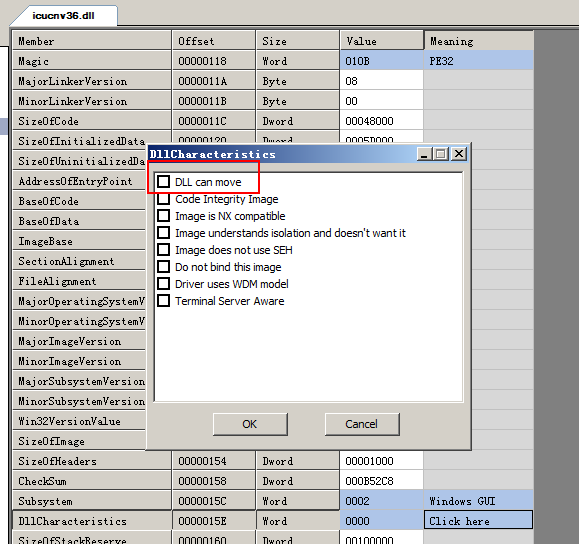 icucnv36.dll
Member Offset Size Value Meaning
Magic 00000118 Word 010B PE32
MajorLinkerVersion 0000011A Byte 08
MinorLinkerVersion 0000011B Byte 00
SizeOfCode 0000011C Dword 00048000
SizeOfInitializedData 00000120 Dword 0005D000
SizeOfUninitializedDa
AddressOfEntryPoint
BaseOfCode
BaseOfData
ImageBase
SectionAlignment
FileAlignment
MajorOperatingSystemV
MinorOperatingSystemV
MajorImageVersion
MinorImageVersion
MajorSubsystemVersion
MinorSubsystemVersion
Win32VersionValue
SizeOfImage
DllCharacteristics
DLL can move
Code Integrity Image
Image is NX compatible
Image understands isolation and doesn't want it
Image does not use SEH
Do not bind this image
Driver uses WDM model
Terminal Server Aware
OK Cancel
SizeOfHeaders 00000154 Dword 00001000
CheckSum 00000158 Dword 000B52C8
Subsystem 0000015C Word 0002 Windows GUI
DllCharacteristics 0000015E Word 0000 Click here
SizeOfStackReserve 00000160 Dword 00100000